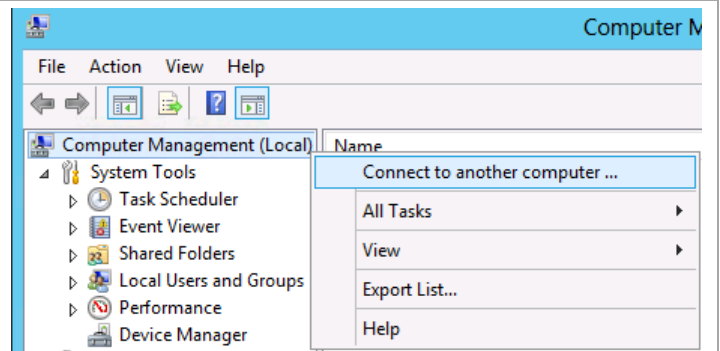 Computer M
File Action View Help
Computer Management (Local)
Name
System Tools
Connect to another computer ...
Task Scheduler
All Tasks
Event Viewer
Shared Folders
View
Local Users and Groups
Export List...
Performance
Help
Device Manager